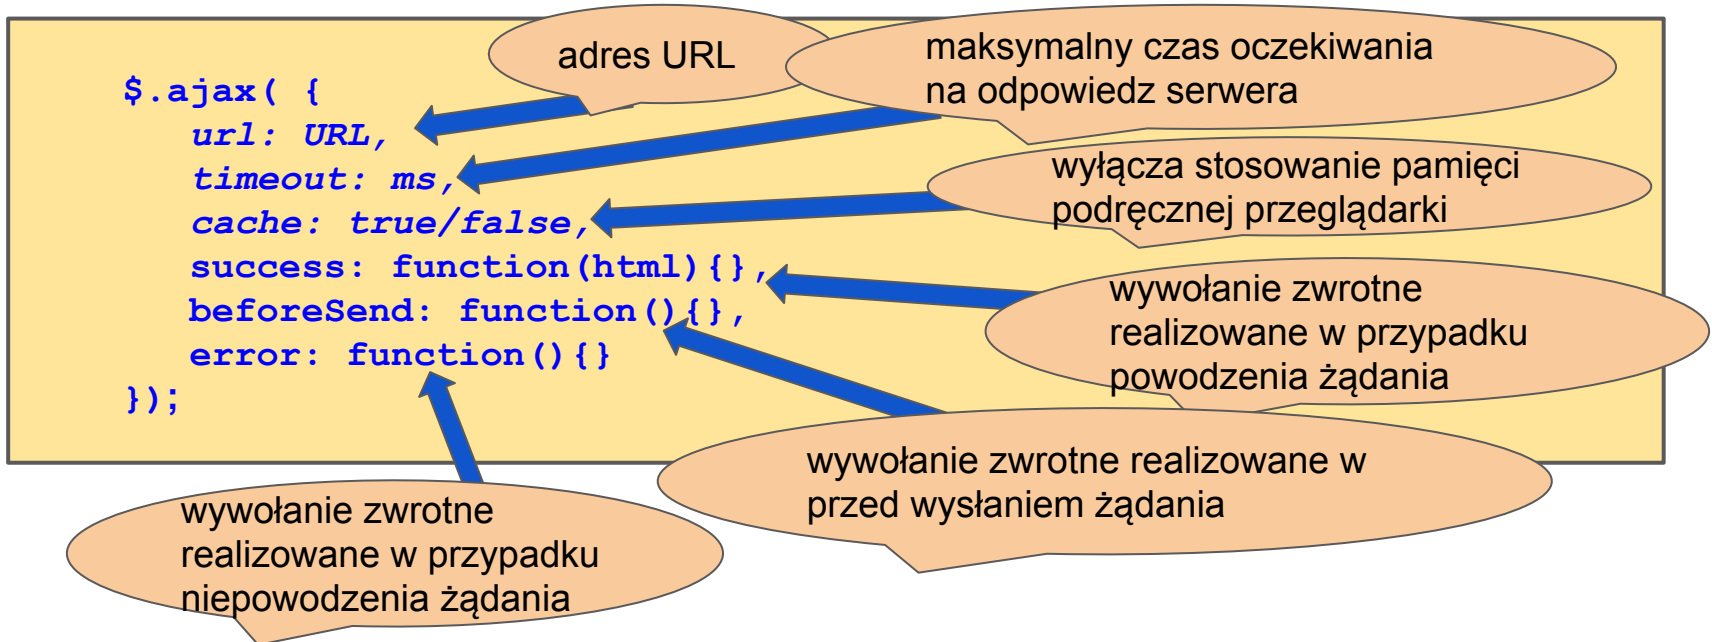 adres URL
maksymalny czas oczekiwania
na odpowiedz serwera
$.ajax( {
url: URL,
timeout: ms,
cache: true/false,
success: function(html){},
beforeSend: function(){},
error: function(){}
});
wyłącza stosowanie pamięci
podręcznej przeglądarki
wywołanie zwrotne
realizowane w przypadku
powodzenia żądania
wywołanie zwrotne realizowane w
przed wysłaniem żądania
wywołanie zwrotne
realizowane w przypadku
niepowodzenia żądania